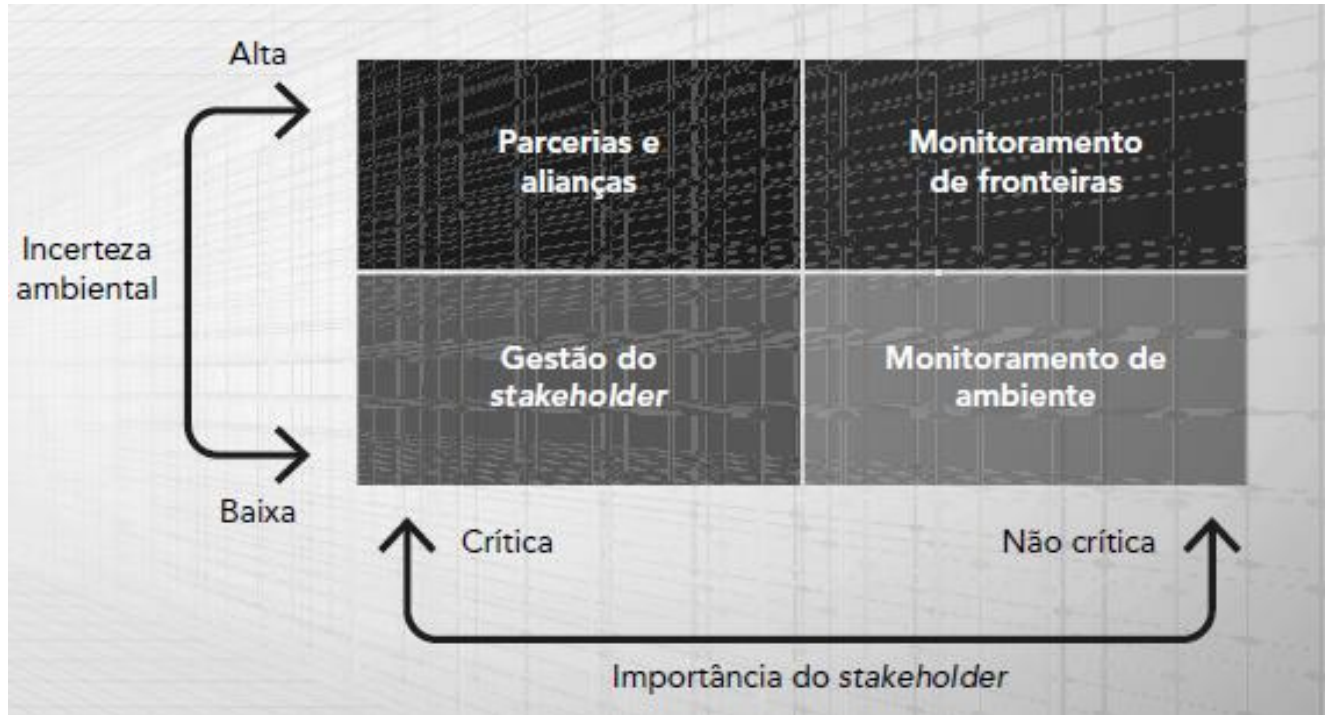 Alta
Parcerias e
alianças
Monitoramento
de fronteiras
Incerteza
ambiental
Gestão do
stakeholder
Monitoramento de
ambiente
Baixa
Crítica
Não crítica
Importância do stakeholder